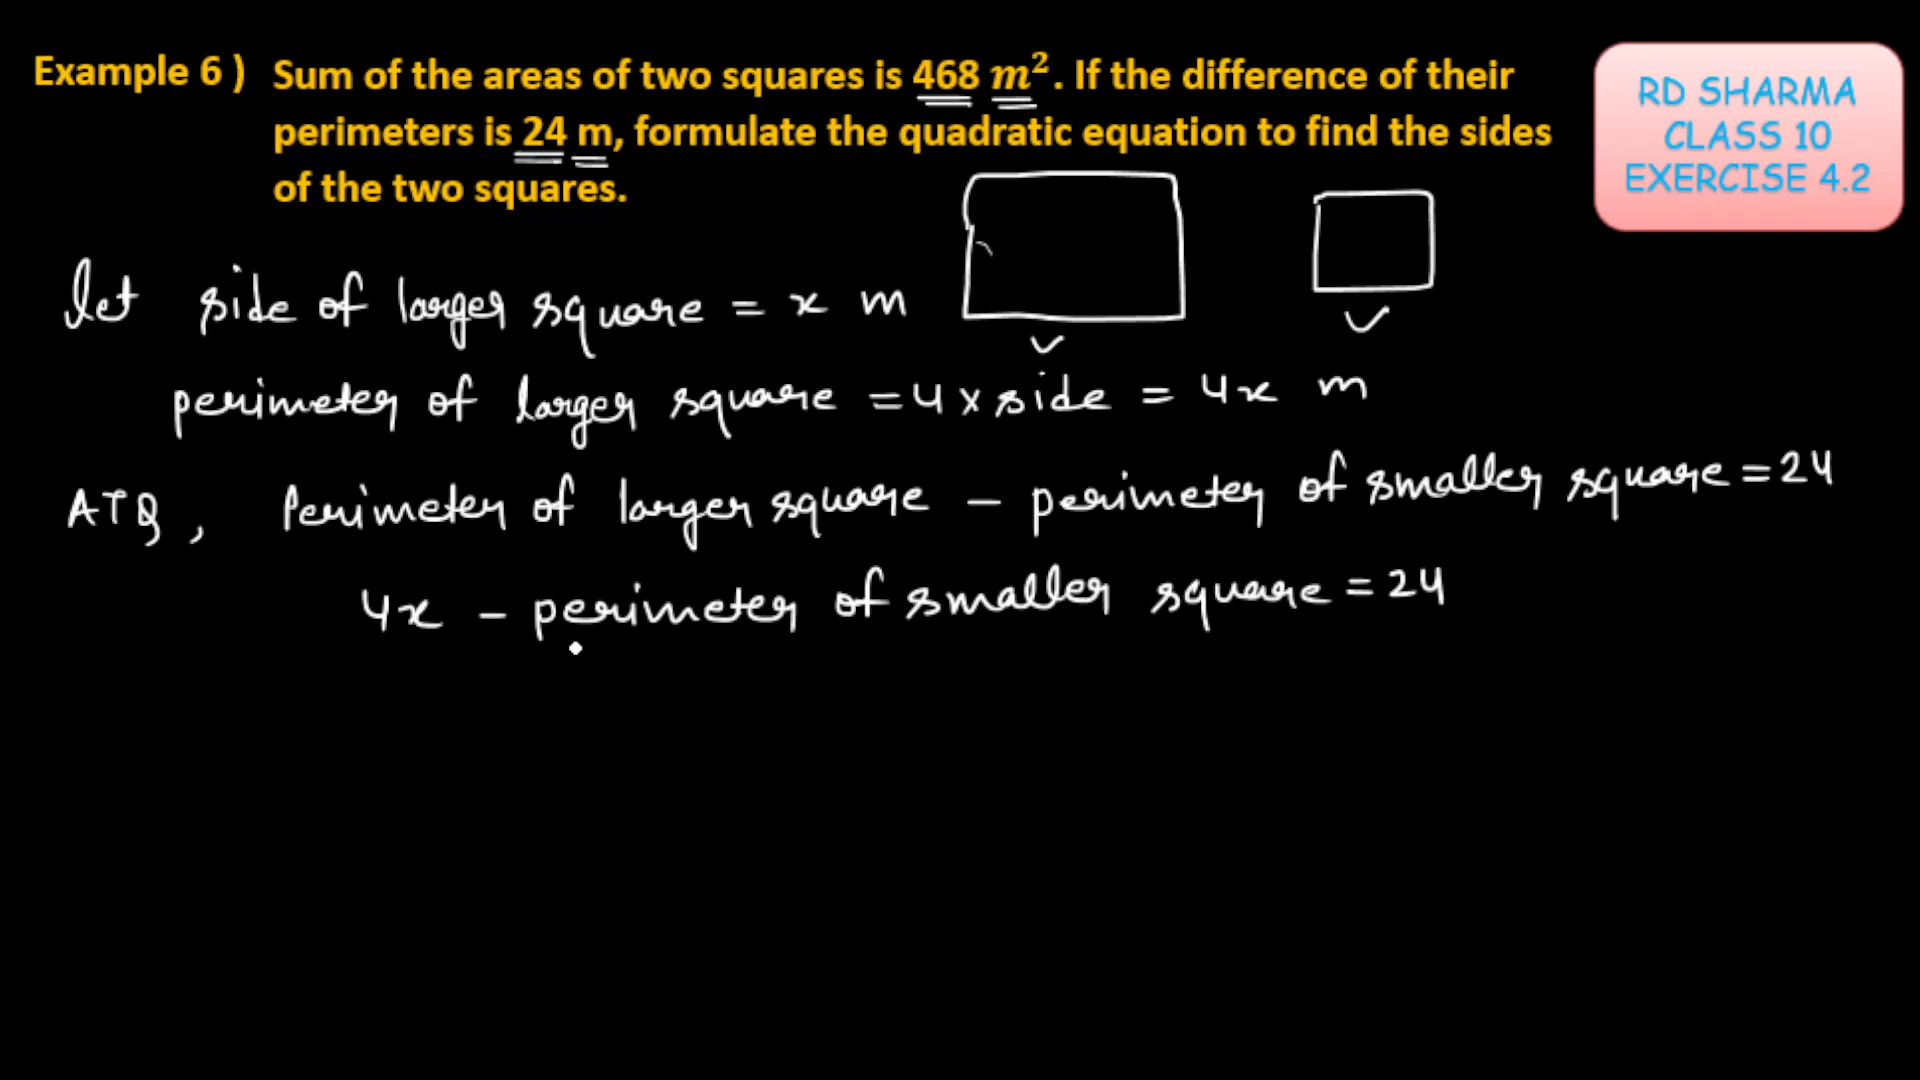 Example 6 ) Sum of the areas of two squares is 468 m². If the difference of their
perimeters is 24 m, formulate the quadratic equation to find the sides
of the two squares.
RD SHARMA
CLASS 10
EXERCISE 4.2
let side of larger square = x m
perimeter of larger square = 4 × side = 4x m
ATQ, Perimeter of larger square - perimeter of smaller square = 24
4x - perimeter of smaller square = 24